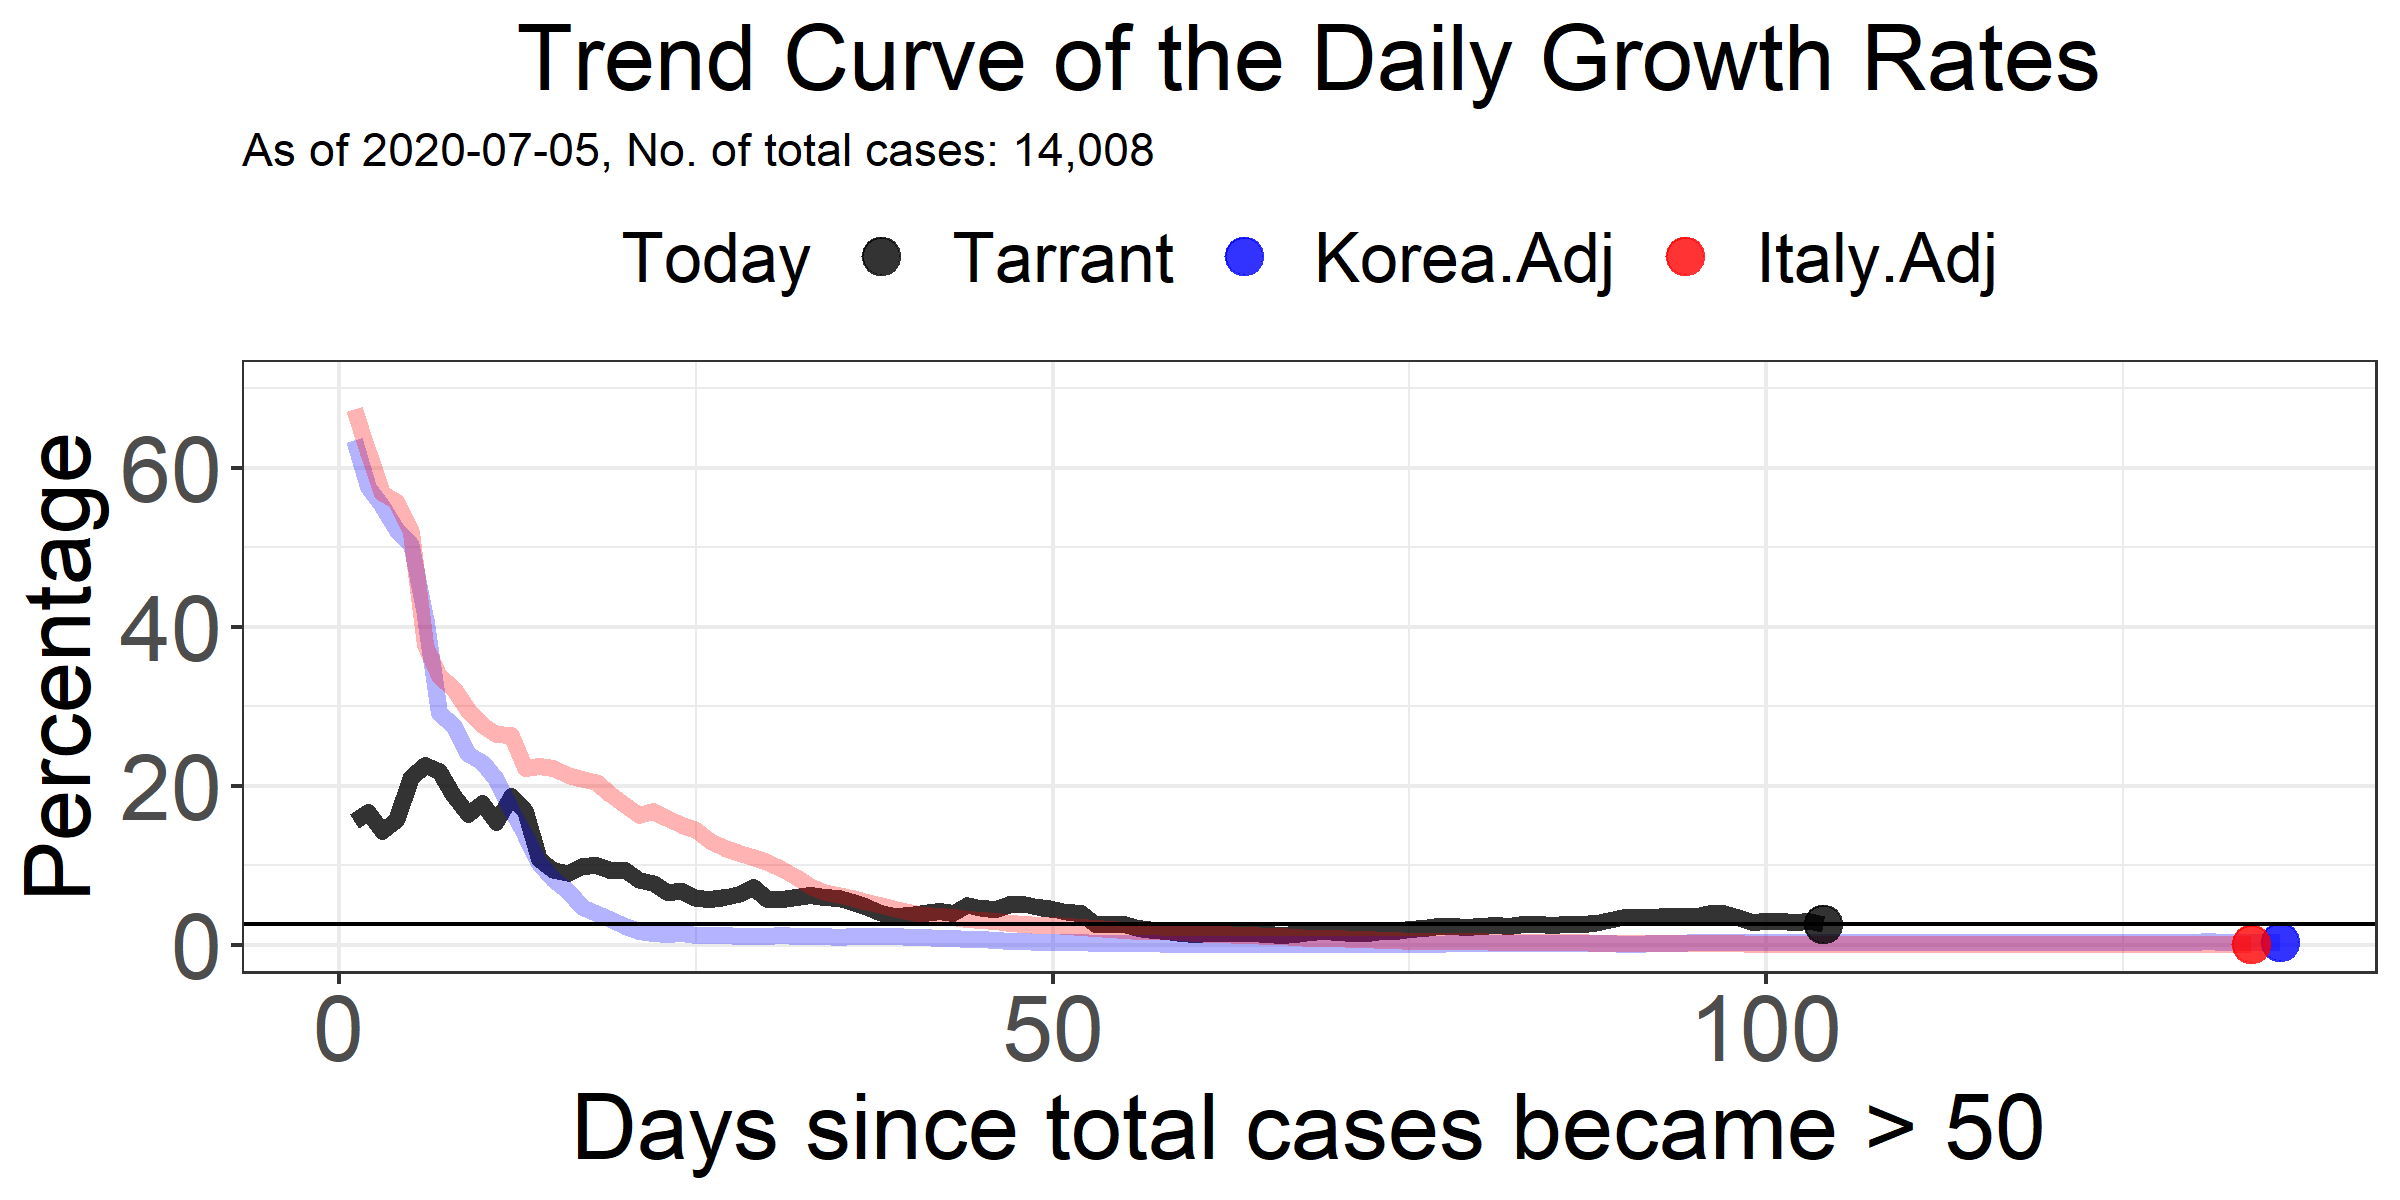 Trend Curve of the Daily Growth Rates
As of 2020-07-05, No. of total cases: 14,008
Today Tarrant Korea.Adj Italy.Adj
Percentage
60
40
20
0
0 50 100
Days since total cases became > 50